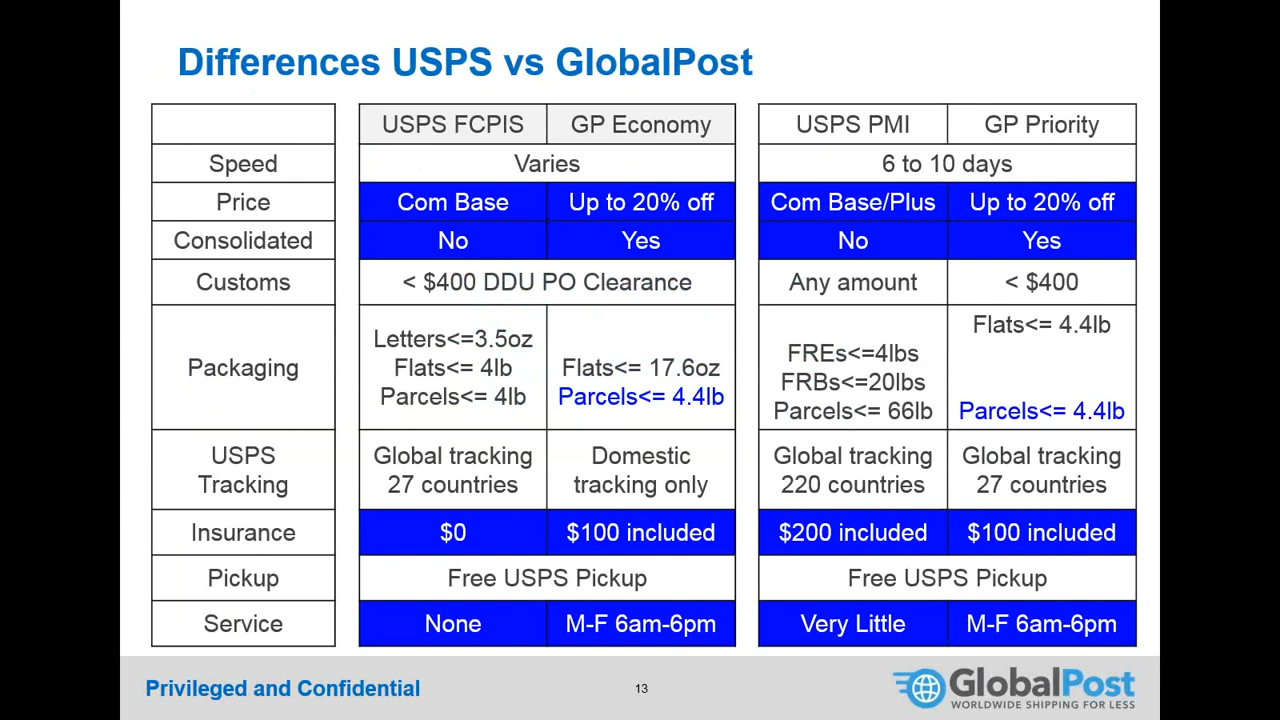 Differences USPS vs GlobalPost
USPS FCPIS GP Economy USPS PMI GP Priority
Speed Varies 6 to 10 days
Price Com Base Up to 20% off Com Base/Plus Up to 20% off
Consolidated No Yes No Yes
Customs < $400 DDU PO Clearance Any amount < $400
Packaging
Letters<=3.5oz
Flats<= 4lb
Parcels<= 4lb
Flats<= 17.6oz
Parcels<= 4.4lb
FREs<=4lbs
FRBs<=20lbs
Parcels<= 66lb
Flats<= 4.4lb
Parcels<= 4.4lb
USPS
Tracking
Global tracking
27 countries
Domestic
tracking only
Global tracking
220 countries
Global tracking
27 countries
Insurance $0 $100 included $200 included $100 included
Pickup Free USPS Pickup Free USPS Pickup
Service None M-F 6am-6pm Very Little M-F 6am-6pm
Privileged and Confidential
13
GlobalPost
WORLDWIDE SHIPPING FOR LESS